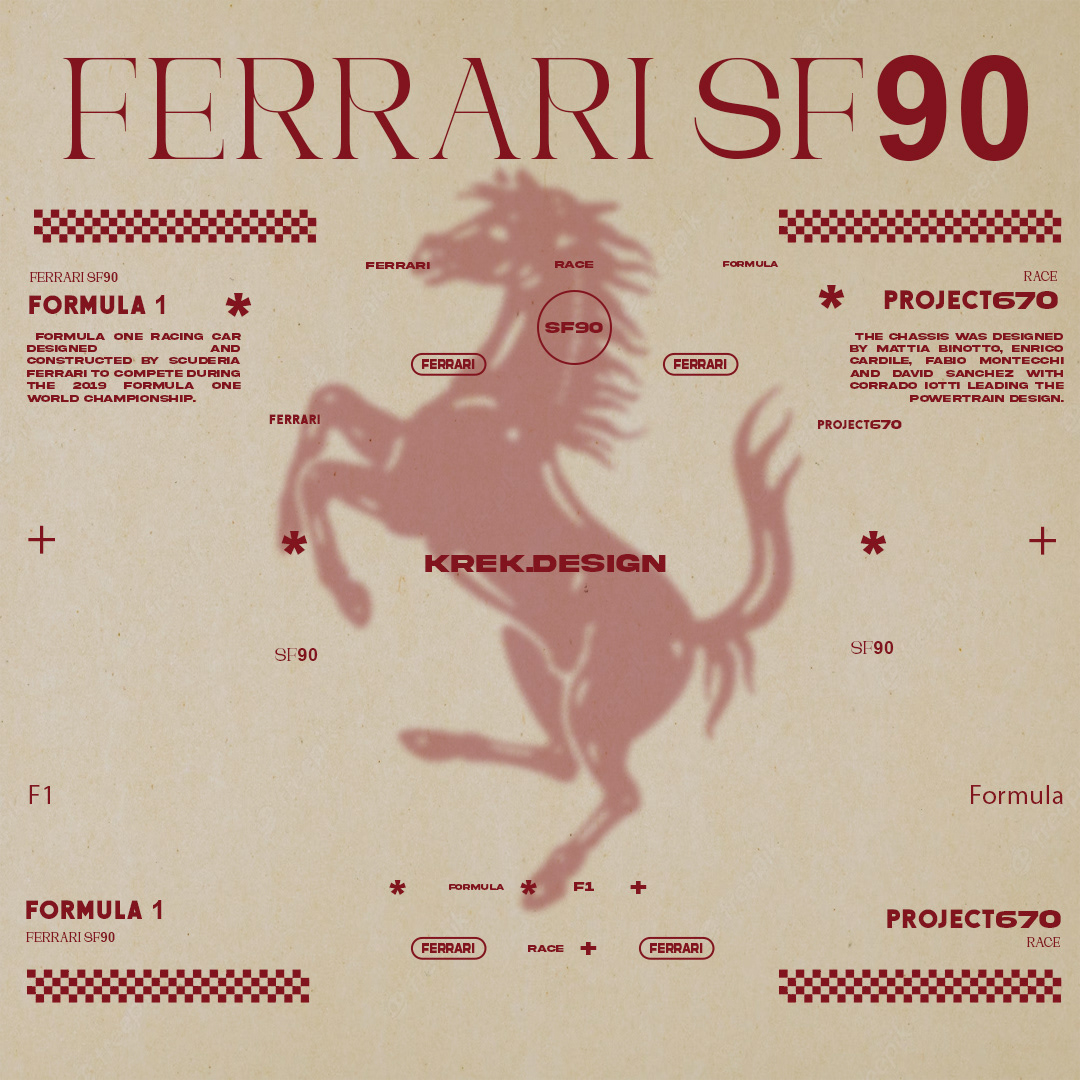 FERRARI SF90
FERRARI RACE FORMULA
FERRARI SF90
FORMULA 1 *
FORMULA ONE RACING CAR
DESIGNED AND
CONSTRUCTED BY SCUDERIA
FERRARI TO COMPETE DURING
THE 2019 FORMULA ONE
WORLD CHAMPIONSHIP.
FERRARI
SF90
FERRARI FERRARI
RACE
* PROJECT670
THE CHASSIS WAS DESIGNED
BY MATTIA BINOTTO, ENRICO
CARDILE, FABIO MONTECCHI
AND DAVID SANCHEZ WITH
CORRADO IOTTI LEADING THE
POWERTRAIN DESIGN.
PROJECT670
+ * * +
KREK.DESIGN
SF90 SF90
F1 Formula
* FORMULA * F1 +
FORMULA 1
FERRARI SF90
FERRARI RACE + FERRARI
PROJECT670
RACE